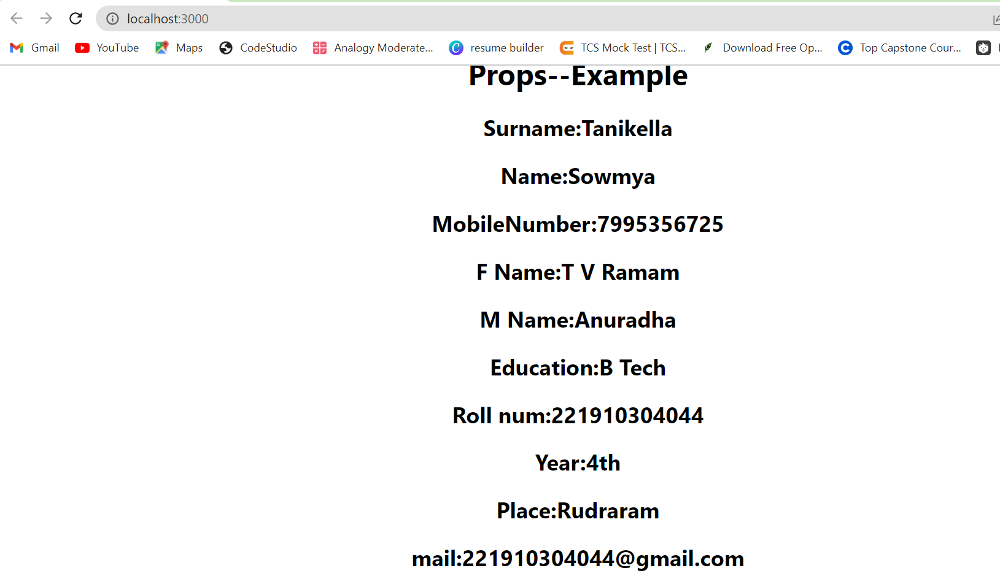 localhost:3000
Gmail YouTube Maps CodeStudio Analogy Moderate... resume builder TCS Mock Test | TCS... Download Free Op... Top Capstone Cour...
Props--Example
Surname:Tanikella
Name:Sowmya
MobileNumber:7995356725
F Name:T V Ramam
M Name:Anuradha
Education:B Tech
Roll num:221910304044
Year:4th
Place:Rudraram
mail:221910304044@gmail.com